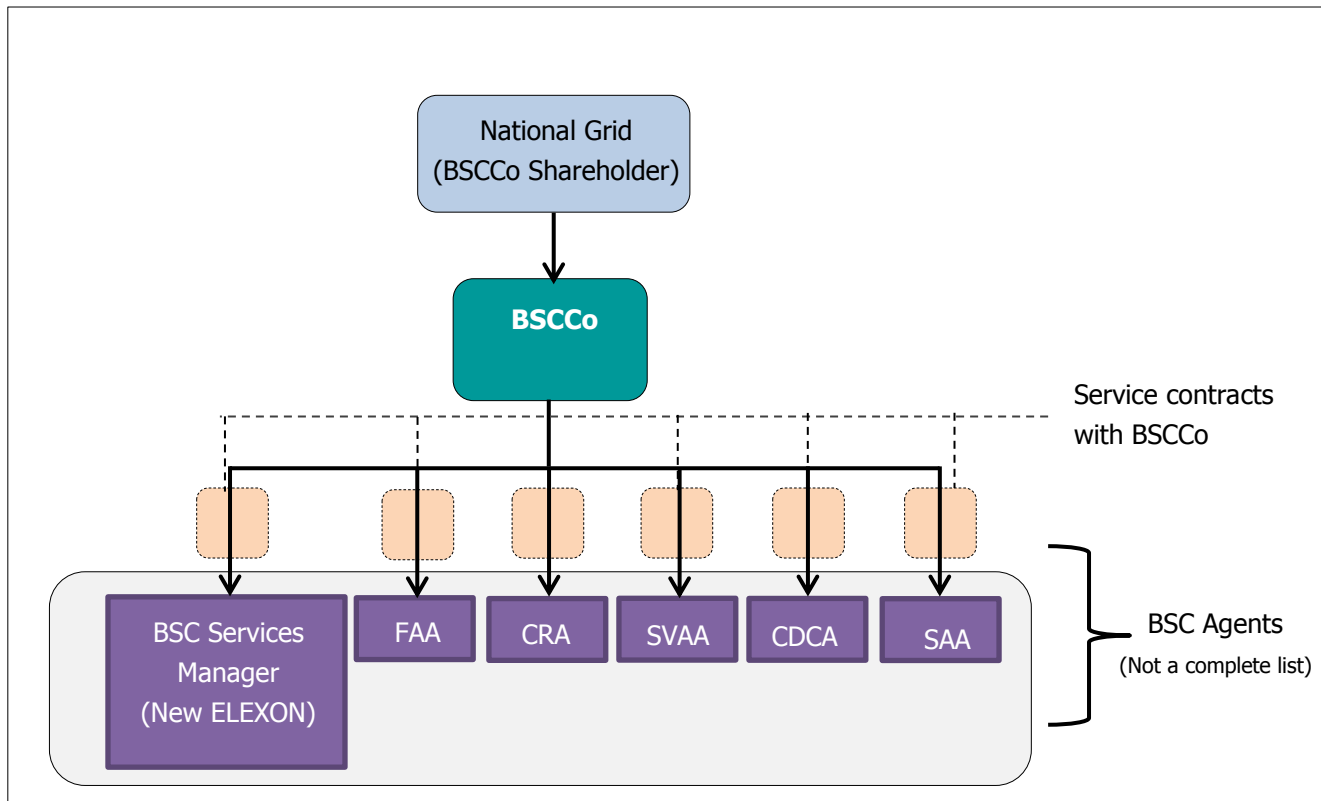 National Grid
(BSCCo Shareholder)
BSCCo
Service contracts
with BSCCo
BSC Services
Manager
(New ELEXON)
FAA
CRA
SVAA
CDCA
SAA
BSC Agents
(Not a complete list)